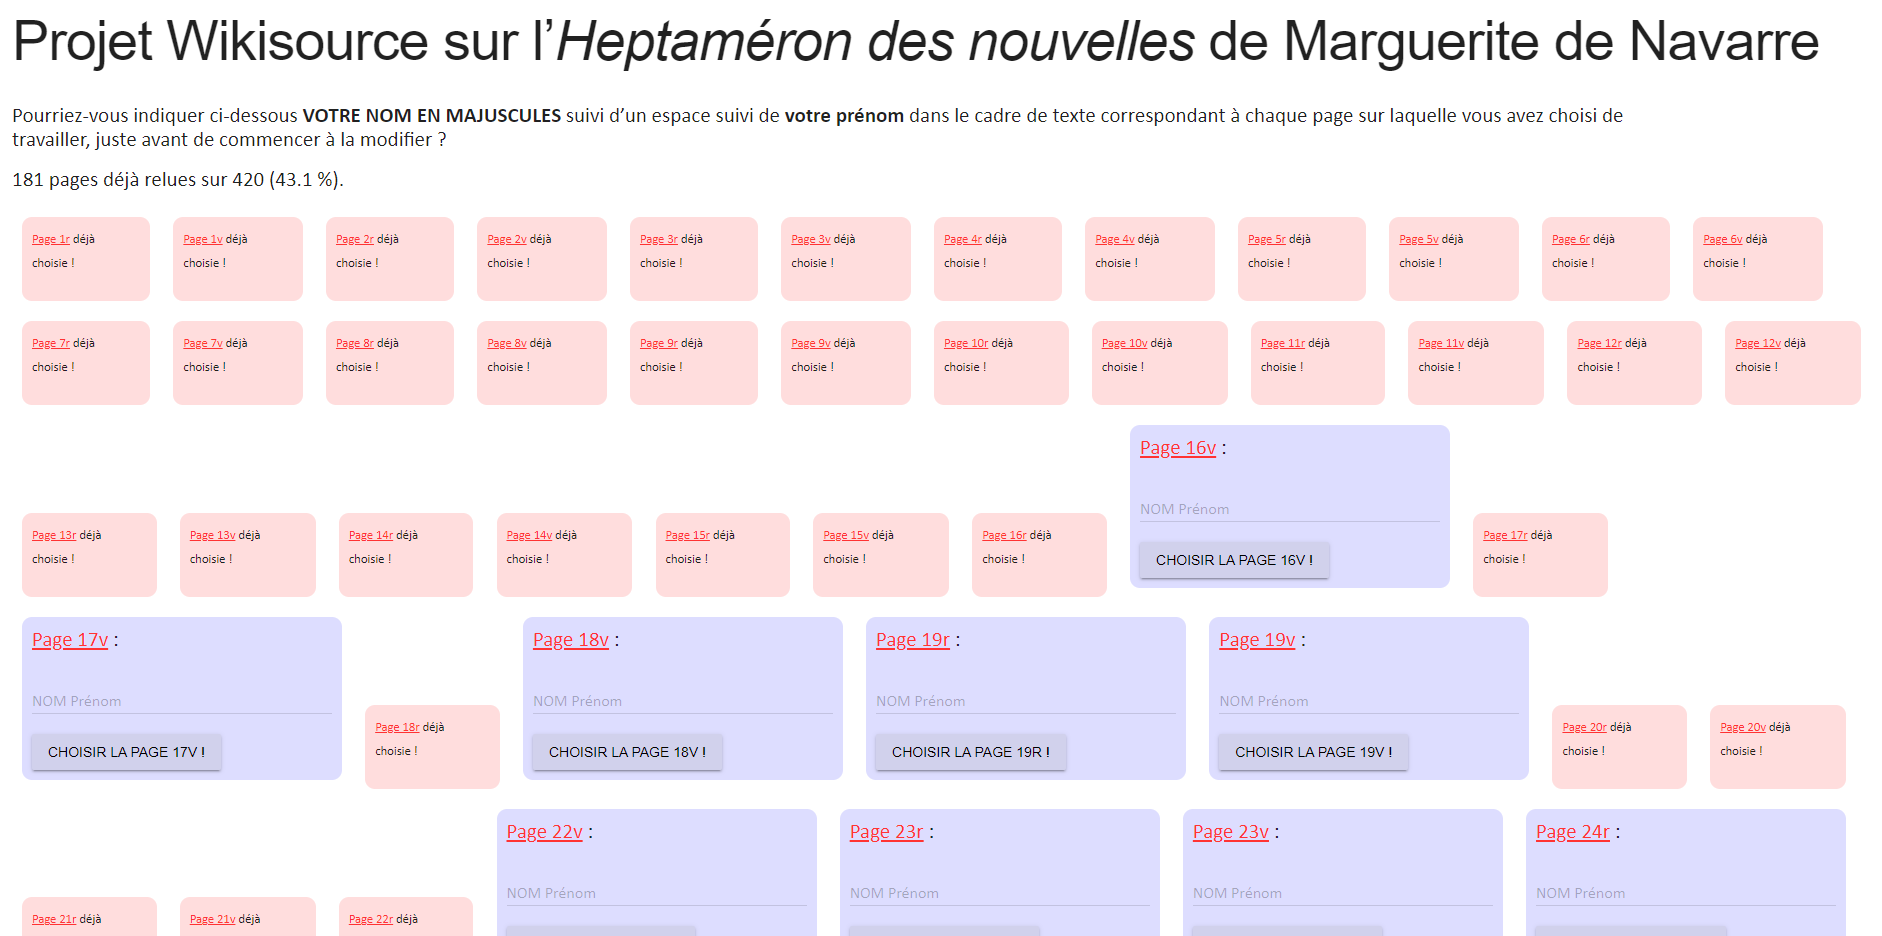 Projet Wikisource sur l’Heptaméron des nouvelles de Marguerite de Navarre
Pourriez-vous indiquer ci-dessous VOTRE NOM EN MAJUSCULES suivi d’un espace suivi de votre prénom dans le cadre de texte correspondant à chaque page sur laquelle vous avez choisi de
travailler, juste avant de commencer à la modifier ?
181 pages déjà relues sur 420 (43.1 %).
Page 1r déjà
choisie !
Page 1v déjà
choisie !
Page 2r déjà
choisie !
Page 2v déjà
choisie !
Page 3r déjà
choisie !
Page 3v déjà
choisie !
Page 4r déjà
choisie !
Page 4v déjà
choisie !
Page 5r déjà
choisie !
Page 5v déjà
choisie !
Page 6r déjà
choisie !
Page 6v déjà
choisie !
Page 7r déjà
choisie !
Page 7v déjà
choisie !
Page 8r déjà
choisie !
Page 8v déjà
choisie !
Page 9r déjà
choisie !
Page 9v déjà
choisie !
Page 10r déjà
choisie !
Page 10v déjà
choisie !
Page 11r déjà
choisie !
Page 11v déjà
choisie !
Page 12r déjà
choisie !
Page 12v déjà
choisie !
Page 13r déjà
choisie !
Page 13v déjà
choisie !
Page 14r déjà
choisie !
Page 14v déjà
choisie !
Page 15r déjà
choisie !
Page 15v déjà
choisie !
Page 16r déjà
choisie !
Page 16v :
NOM Prénom
CHOISIR LA PAGE 16V !
Page 17r déjà
choisie !
Page 17v :
NOM Prénom
CHOISIR LA PAGE 17V !
Page 18r déjà
choisie !
Page 18v :
NOM Prénom
CHOISIR LA PAGE 18V !
Page 19r :
NOM Prénom
CHOISIR LA PAGE 19R !
Page 19v :
NOM Prénom
CHOISIR LA PAGE 19V !
Page 20r déjà
choisie !
Page 20v déjà
choisie !
Page 21r déjà
Page 21v déjà
Page 22r déjà
Page 22v :
NOM Prénom
Page 23r :
NOM Prénom
Page 23v :
NOM Prénom
Page 24r :
NOM Prénom